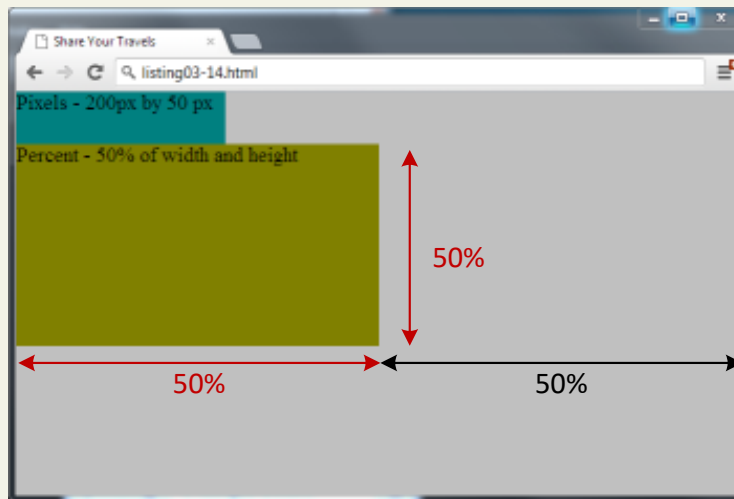 Share Your Travels
listing03-14.html
Pixels - 200px by 50 px
Percent - 50% of width and height
50%
50%
50%